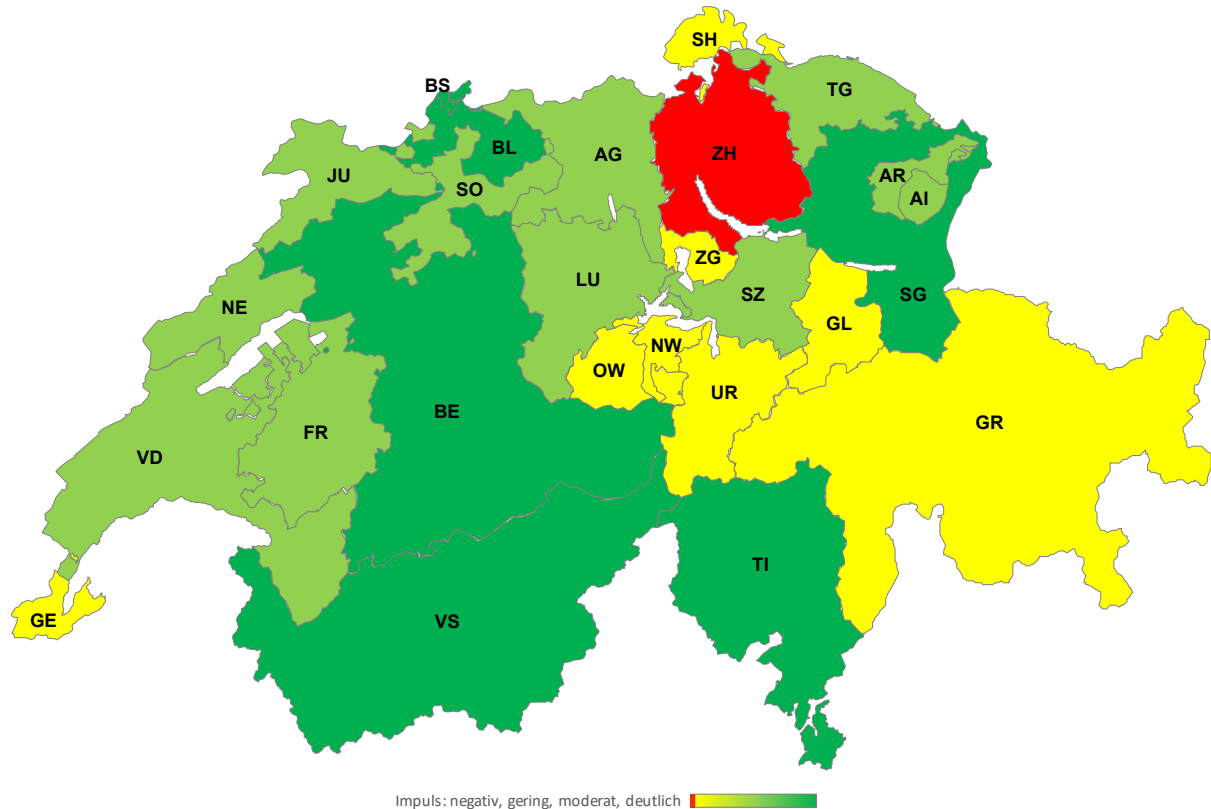 SH
BS
TG
BL
AG
ZH
JU
AR
SO
AI
ZG
LU
SZ
SG
NE
GL
NW
OW
UR
BE
GR
FR
VD
TI
GE
VS
Impuls: negativ, gering, moderat, deutlich